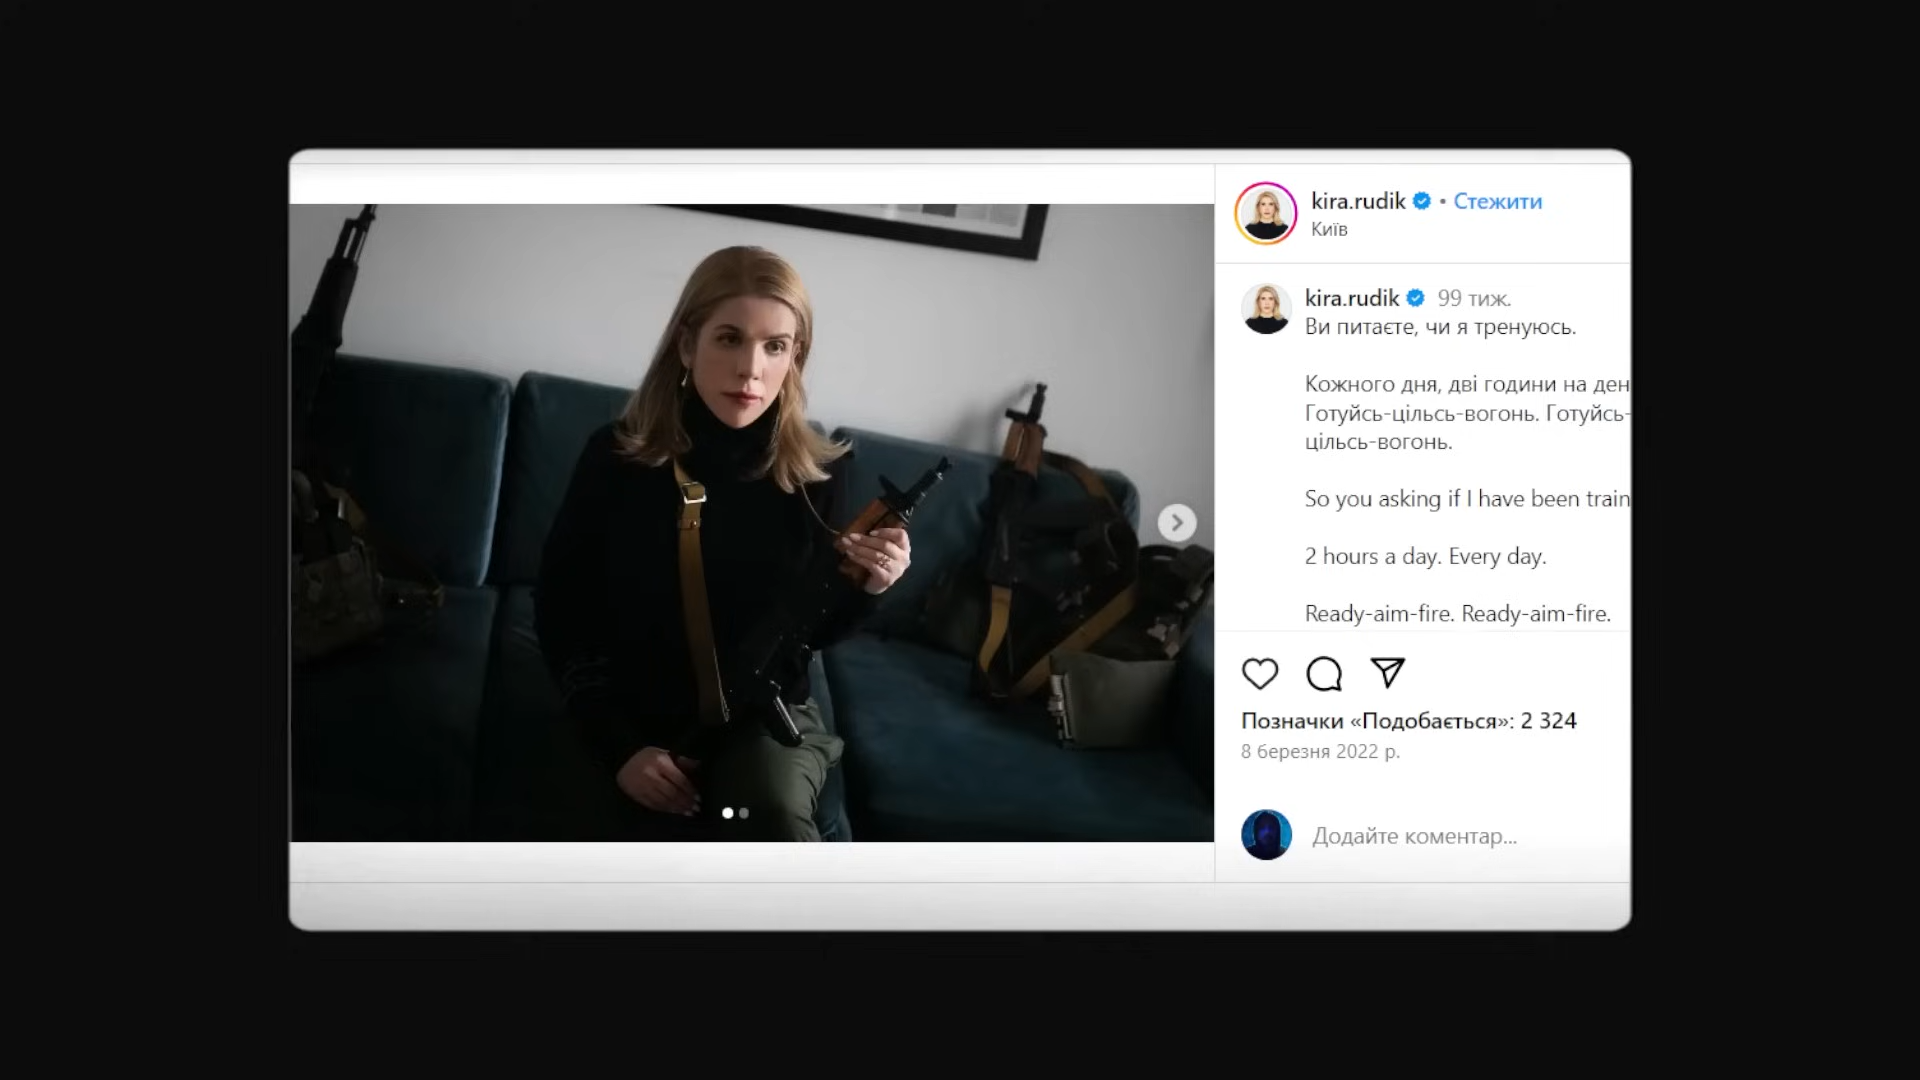 kira.rudik • Стежити
Київ
kira.rudik 99 тиж.
Ви питаєте, чи я тренуюсь.
Кожного дня, дві години на ден
Готуйсь-цільсь-вогонь. Готуйсь-
цільсь-вогонь.
So you asking if I have been train
2 hours a day. Every day.
Ready-aim-fire. Ready-aim-fire.
Позначки «Подобається»: 2 324
8 березня 2022 р.
Додайте коментар...